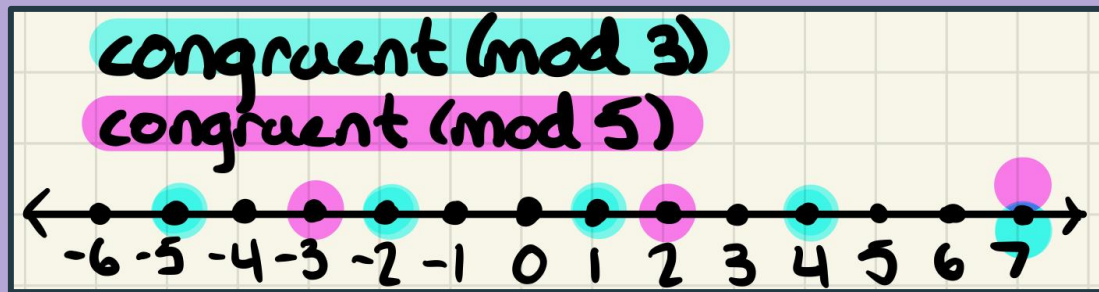 congruent (mod 3)
congruent (mod 5)
-6 -5 -4 -3 -2 -1 0 1 2 3 4 5 6 7